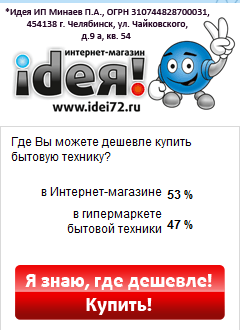 *Идея ИП Минаев П.А., ОГРН 310744828700031,
454138 г. Челябинск, ул. Чайковского,
д.9 а, кв. 54
интернет-магазин
идея!
www.idei72.ru
Где Вы можете дешевле купить
бытовую технику?
в Интернет-магазине 53 %
в гипермаркете
бытовой техники 47 %
Я знаю, где дешевле!
Купить!